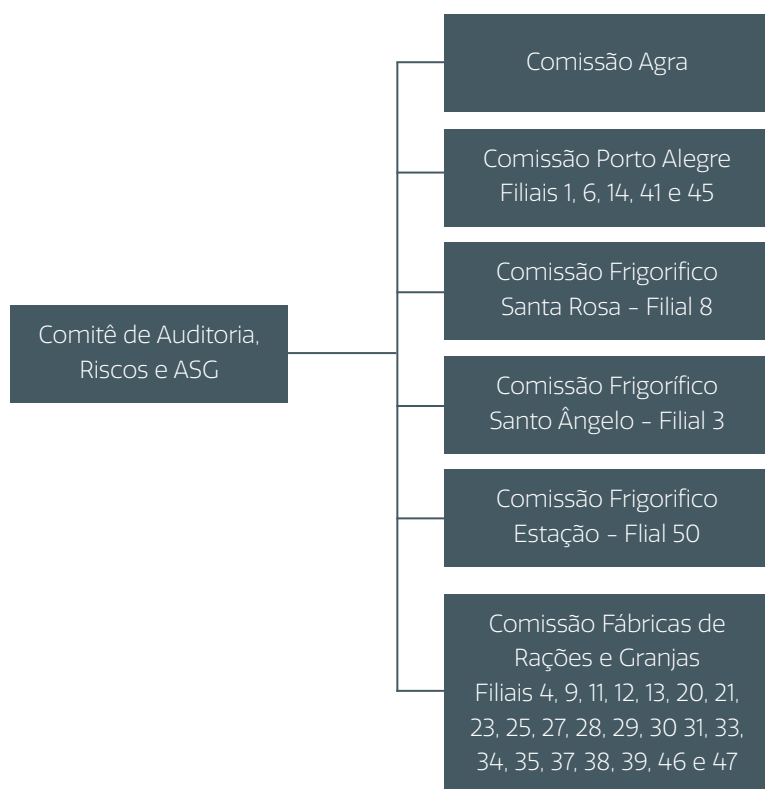 Comissão Agra
Comissão Porto Alegre
Filiais 1, 6, 14, 41 e 45
Comissão Frigorifico
Santa Rosa - Filial 8
Comitê de Auditoria,
Riscos e ASG
Comissão Frigorífico
Santo Ângelo - Filial 3
Comissão Frigorifico
Estação - Flial 50
Comissão Fábricas de
Rações e Granjas
Filiais 4, 9, 11, 12, 13, 20, 21,
23, 25, 27, 28, 29, 30 31, 33,
34, 35, 37, 38, 39, 46 e 47